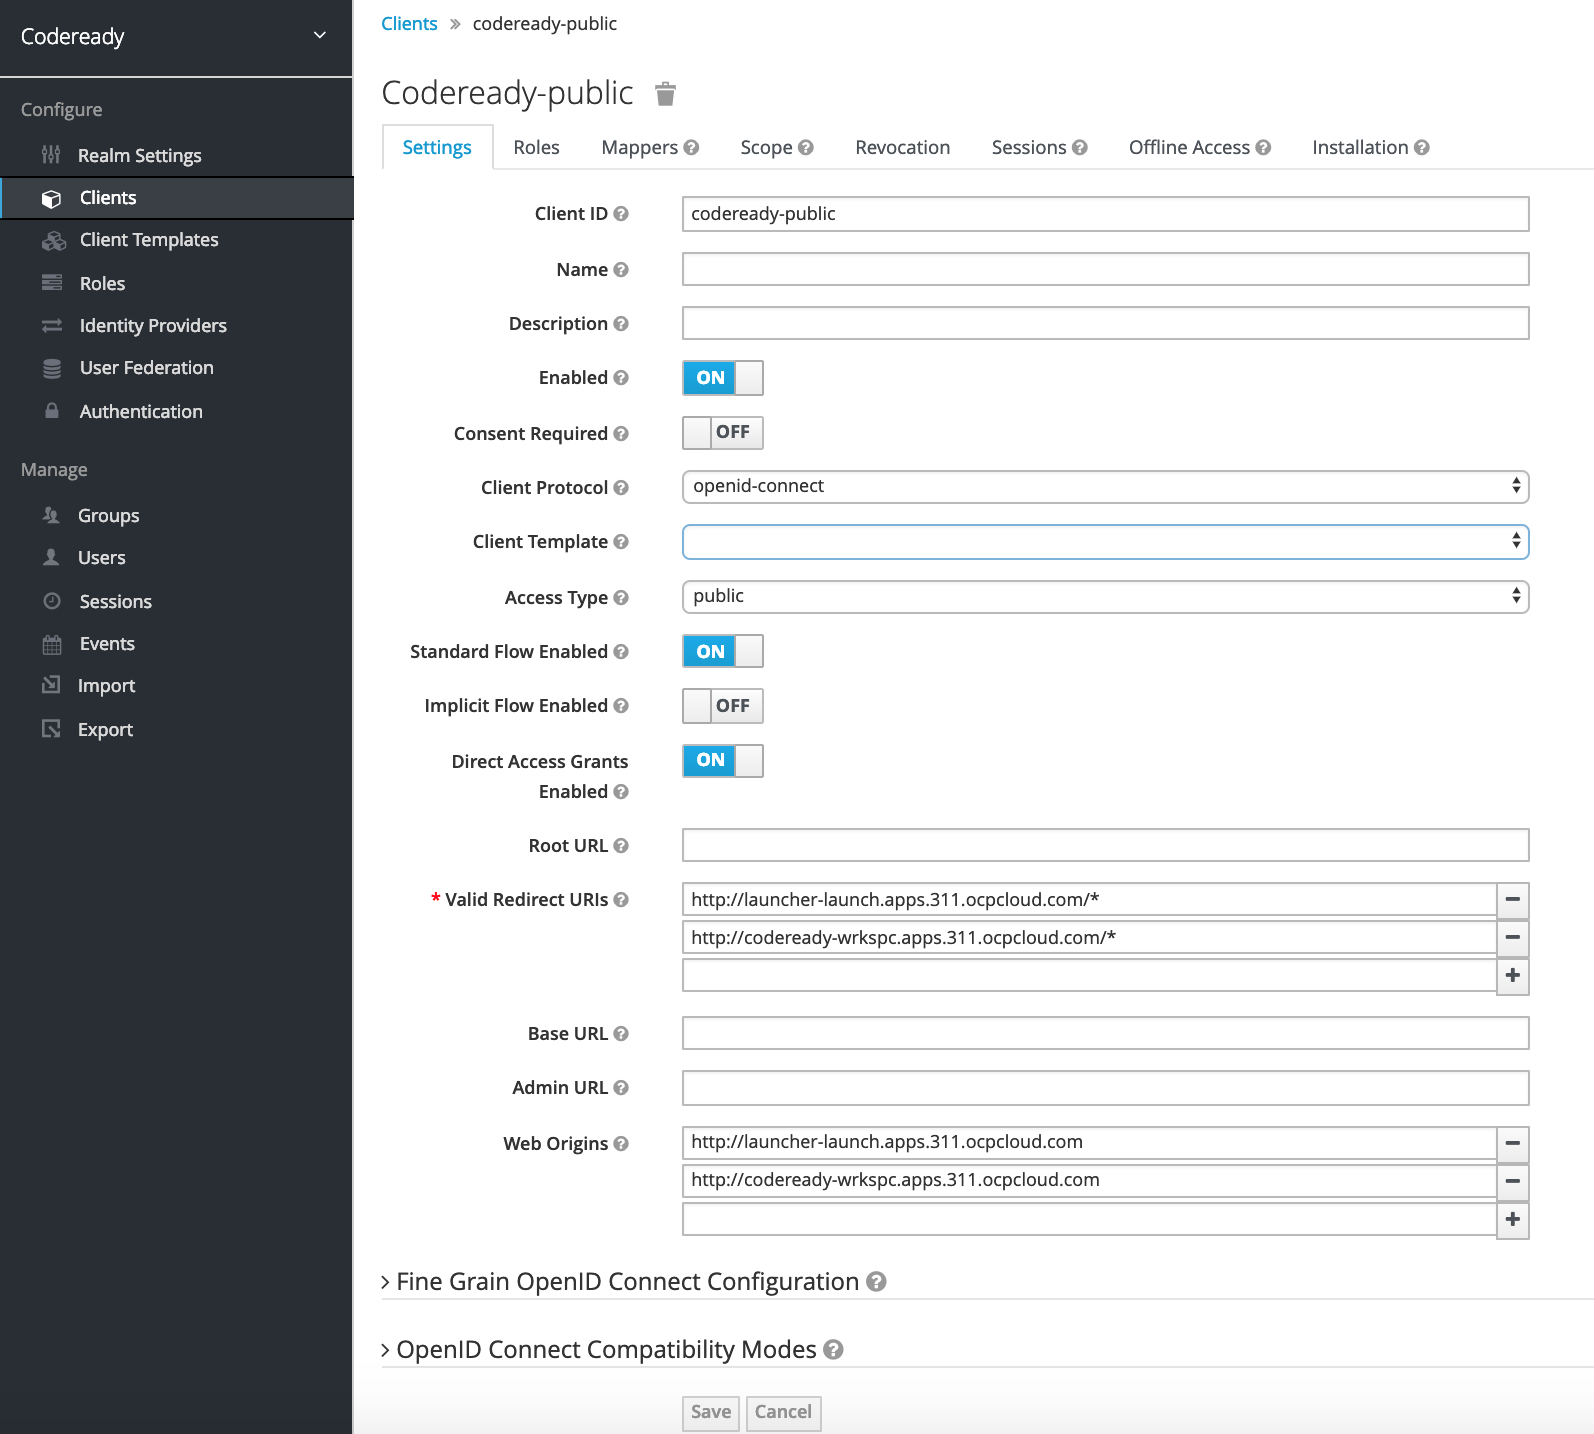 Codeready
Configure
Realm Settings
Clients
Client Templates
Roles
Identity Providers
User Federation
Authentication
Manage
Groups
Users
Sessions
Events
Import
Export
Clients » codeready-public
Codeready-public
Settings Roles Mappers Scope Revocation Sessions Offline Access Installation
Client ID codeready-public
Name
Description
Enabled ON
Consent Required OFF
Client Protocol openid-connect
Client Template
Access Type public
Standard Flow Enabled ON
Implicit Flow Enabled OFF
Direct Access Grants ON
Enabled
Root URL
* Valid Redirect URIs http://launcher-launch.apps.311.ocpcloud.com/*
http://codeready-wrkspc.apps.311.ocpcloud.com/*
Base URL
Admin URL
Web Origins http://launcher-launch.apps.311.ocpcloud.com
http://codeready-wrkspc.apps.311.ocpcloud.com
Fine Grain OpenID Connect Configuration
OpenID Connect Compatibility Modes
Save Cancel